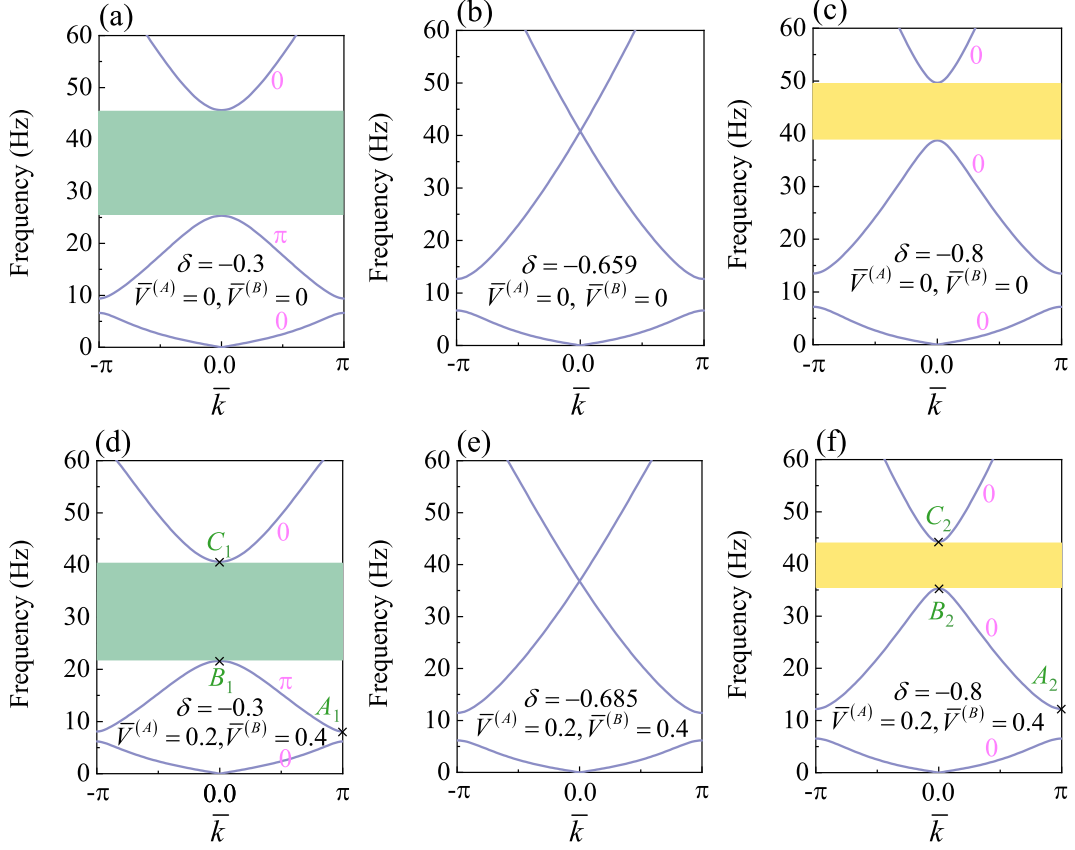 (a)
60
50
40
30
20
10
0
Frequency (Hz)
0
π
δ = −0.3
V̅⁽ᴬ⁾ = 0, V̅⁽ᴮ⁾ = 0
0
-π
0.0
π
k̅
(b)
60
50
40
30
20
10
0
Frequency (Hz)
δ = −0.659
V̅⁽ᴬ⁾ = 0, V̅⁽ᴮ⁾ = 0
-π
0.0
π
k̅
(c)
60
50
40
30
20
10
0
Frequency (Hz)
0
0
δ = −0.8
V̅⁽ᴬ⁾ = 0, V̅⁽ᴮ⁾ = 0
0
-π
0.0
π
k̅
(d)
60
50
40
30
20
10
0
Frequency (Hz)
0
C₁
B₁
π
A₁
δ = −0.3
V̅⁽ᴬ⁾ = 0.2, V̅⁽ᴮ⁾ = 0.4
0
-π
0.0
π
k̅
(e)
60
50
40
30
20
10
0
Frequency (Hz)
δ = −0.685
V̅⁽ᴬ⁾ = 0.2, V̅⁽ᴮ⁾ = 0.4
-π
0.0
π
k̅
(f)
60
50
40
30
20
10
0
Frequency (Hz)
0
C₂
B₂
0
A₂
δ = −0.8
V̅⁽ᴬ⁾ = 0.2, V̅⁽ᴮ⁾ = 0.4
0
-π
0.0
π
k̅